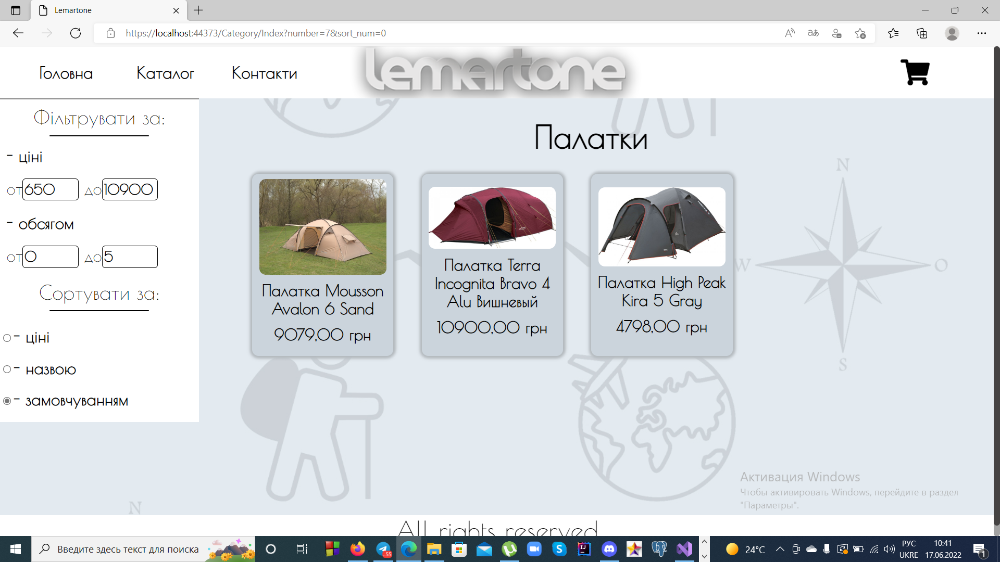 Lemartone
https://localhost:44373/Category/Index?number=7&sort_num=0
Головна
Каталог
Контакти
lemartone
Фільтрувати за:
- ціні
от 650 до 10900
- обсягом
от 0 до 5
Сортувати за:
- ціні
- назвою
- замовчуванням
Палатки
Палатка Mousson
Avalon 6 Sand
9079,00 грн
Палатка Terra
Incognita Bravo 4
Alu Вишневый
10900,00 грн
Палатка High Peak
Kira 5 Gray
4798,00 грн
N
W
O
S
N
Активация Windows
Чтобы активировать Windows, перейдите в раздел
"Параметры".
All rights reserved
Введите здесь текст для поиска
..55
24°C
РУС
UKRE
10:41
17.06.2022
1